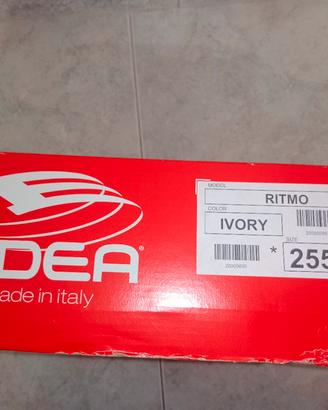 DEA®
ade in italy
MODEL
RITMO
COLOR
IVORY
SIZE
* 255